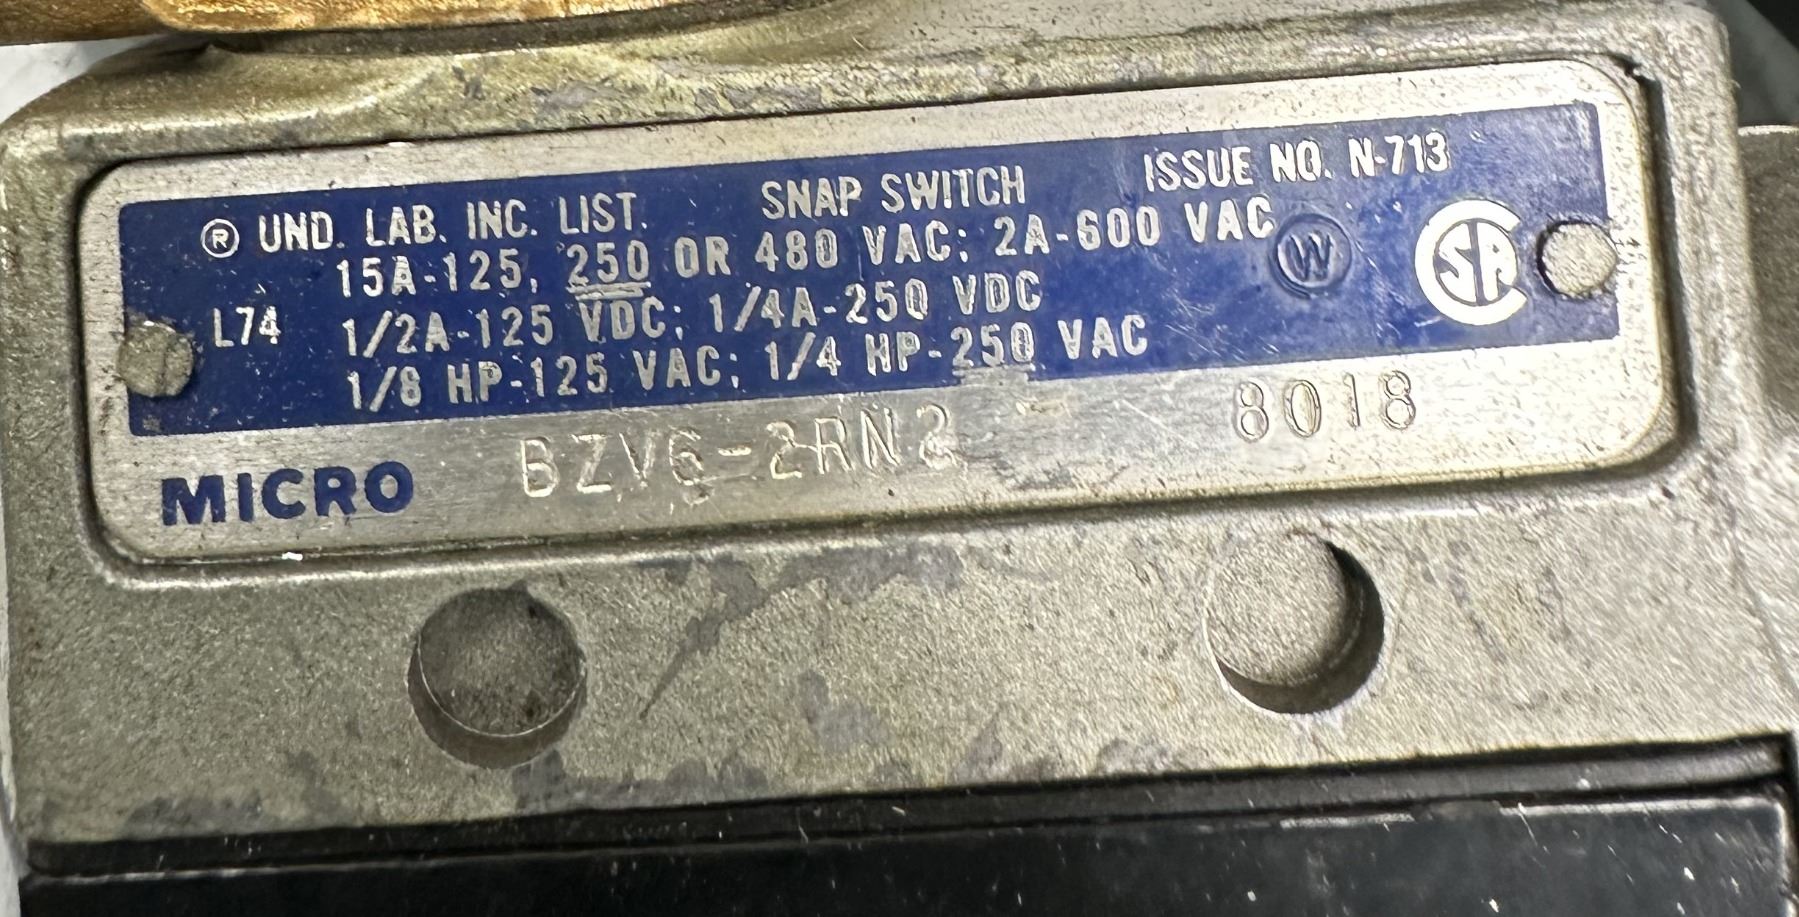 ® UND. LAB. INC. LIST. SNAP SWITCH ISSUE NO. N-713
15A-125, 250 OR 480 VAC; 2A-600 VAC
L74 1/2A-125 VDC; 1/4A-250 VDC
1/8 HP-125 VAC; 1/4 HP-250 VAC
W
CSA
MICRO BZV6-2RN2 8018